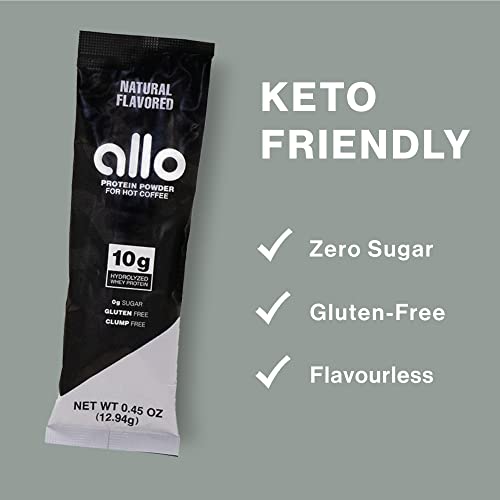 NATURAL
FLAVORED
allo
PROTEIN POWDER
FOR HOT COFFEE
10g
HYDROLYZED
WHEY PROTEIN
0g SUGAR
GLUTEN FREE
CLUMP FREE
NET WT 0.45 OZ
(12.94g)
KETO
FRIENDLY
Zero Sugar
Gluten-Free
Flavourless